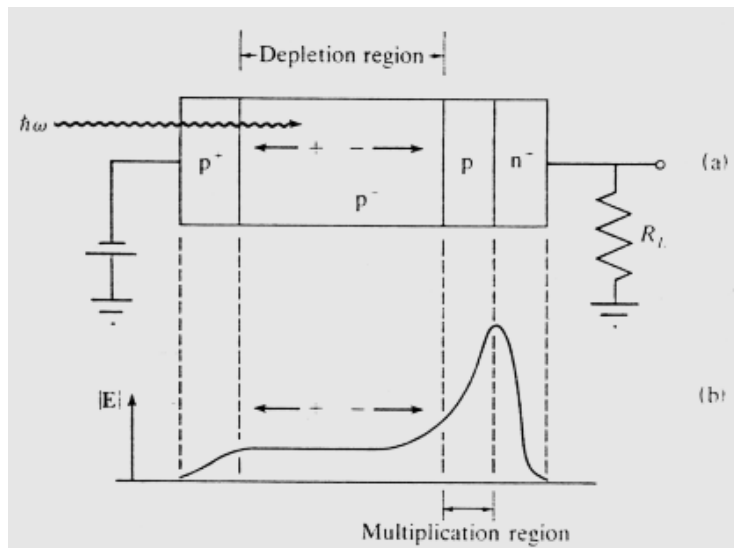 Depletion region
ħω
p⁺
+ −
p
n⁻
(a)
p⁻
R_L
|E|
+ −
(b)
Multiplication region